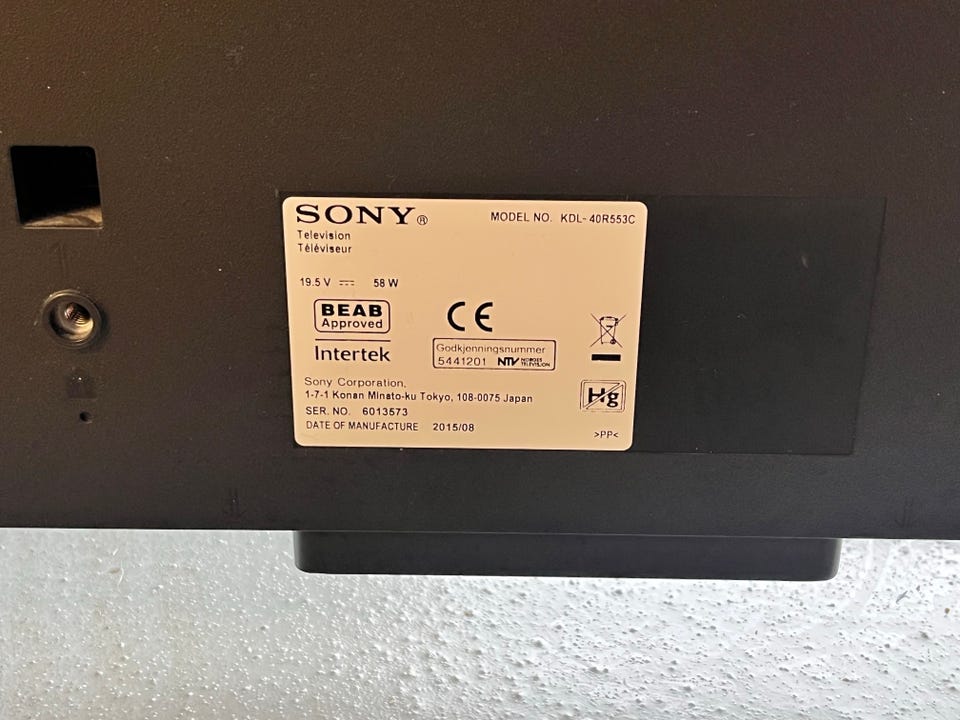 SONY®
MODEL NO. KDL-40R553C
Television
Téléviseur
19.5 V ⎓ 58 W
BEAB
Approved
CE
Intertek
Godkjenningsnummer
5441201 NTV NORGES TELEVISION
Sony Corporation,
1-7-1 Konan Minato-ku Tokyo, 108-0075 Japan
Hg
SER. NO. 6013573
DATE OF MANUFACTURE 2015/08
>PP<